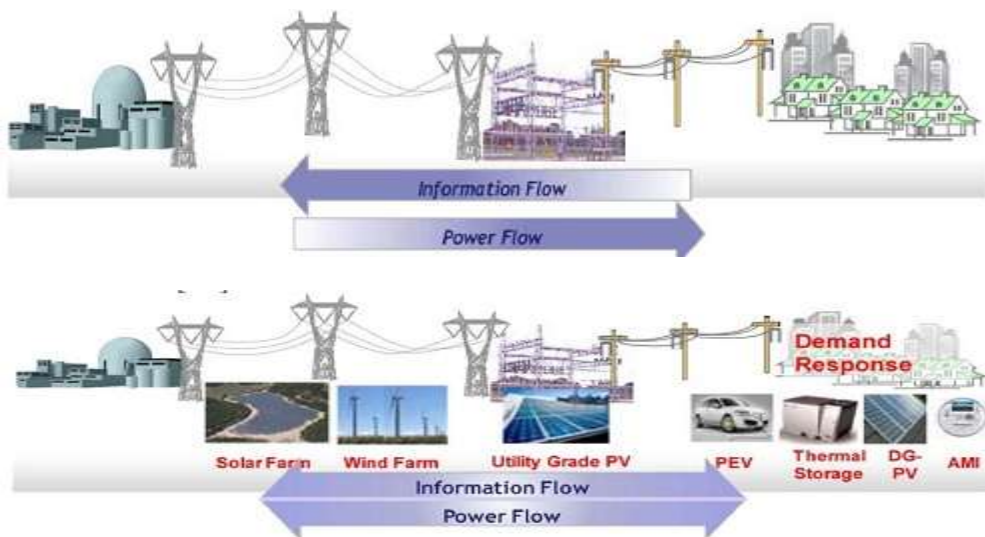 Information Flow
Power Flow
Demand
Response
Solar Farm
Wind Farm
Utility Grade PV
PEV
Thermal
Storage
DG-
PV
AMI
Information Flow
Power Flow